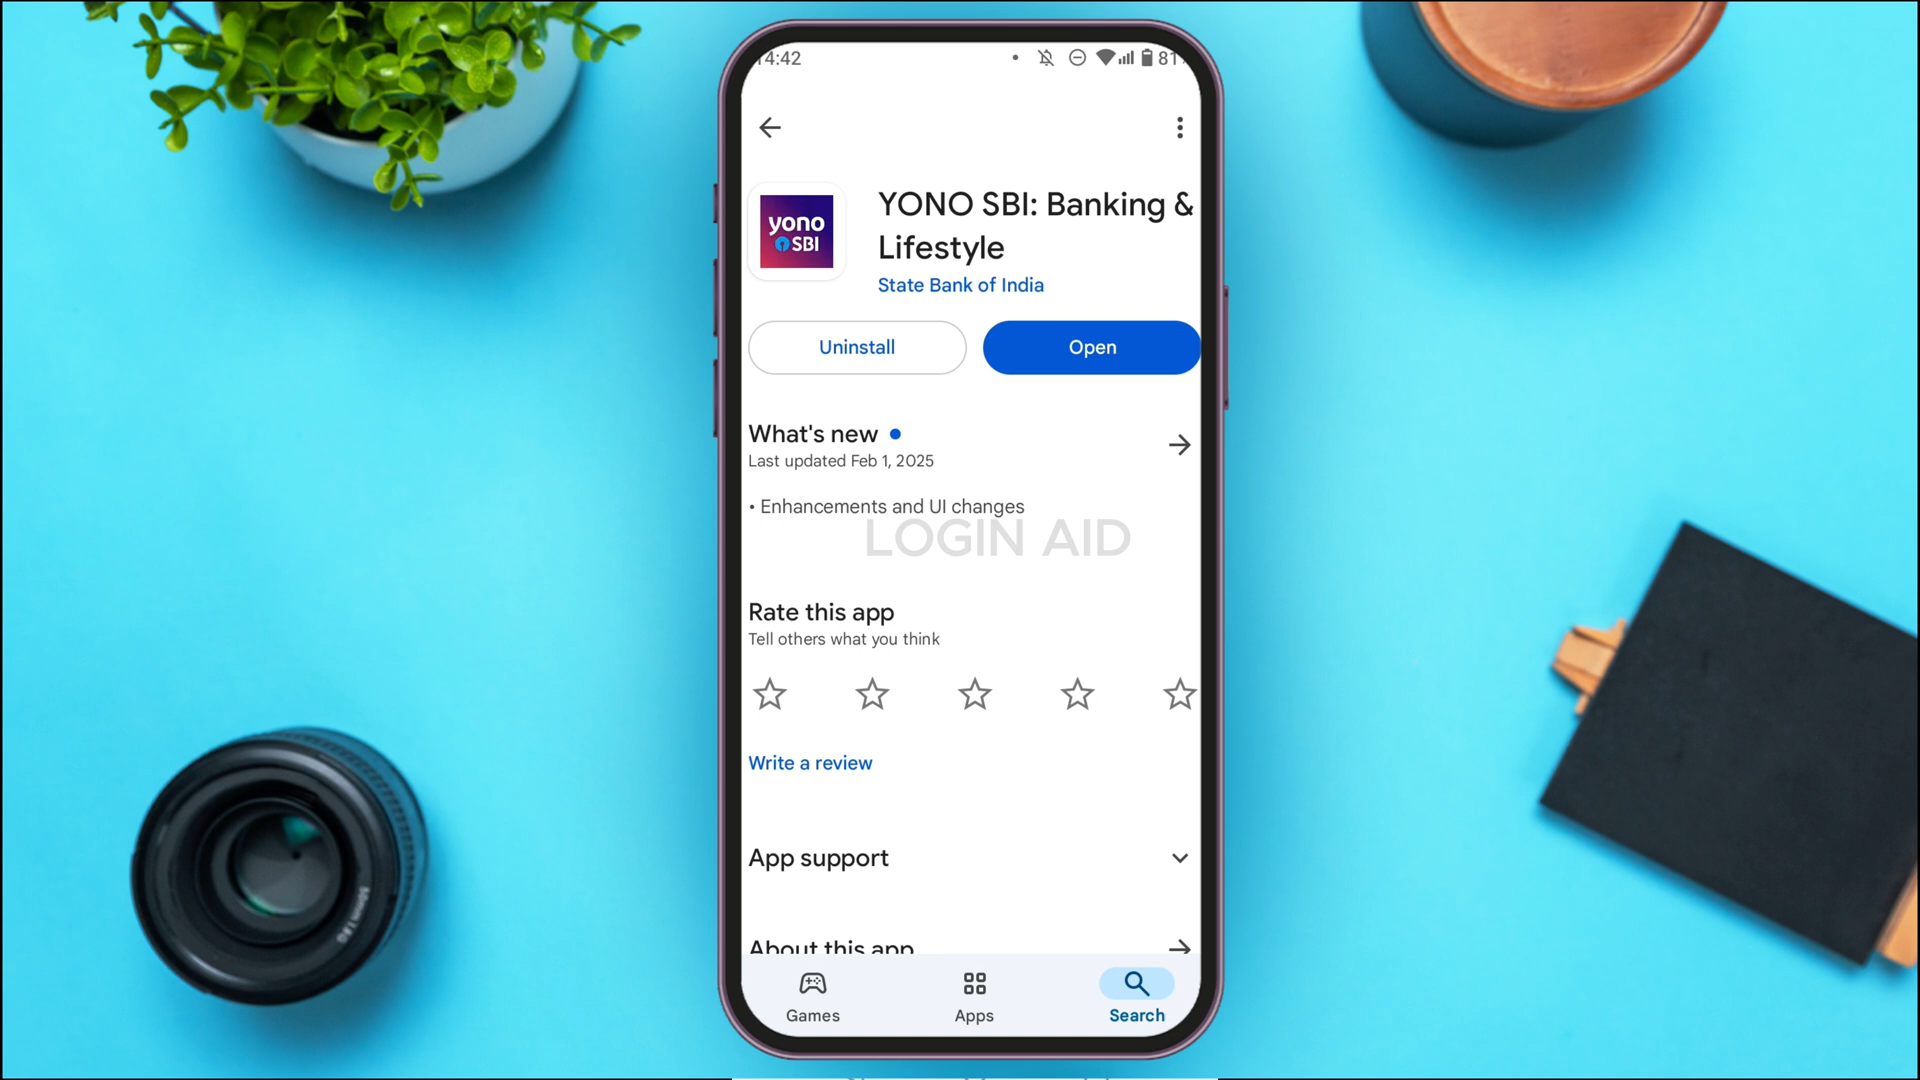 14:42
81
YONO SBI: Banking &
Lifestyle
yono
SBI
State Bank of India
Uninstall
Open
What's new
Last updated Feb 1, 2025
• Enhancements and UI changes
LOGIN AID
Rate this app
Tell others what you think
Write a review
App support
About this app
Games
Apps
Search